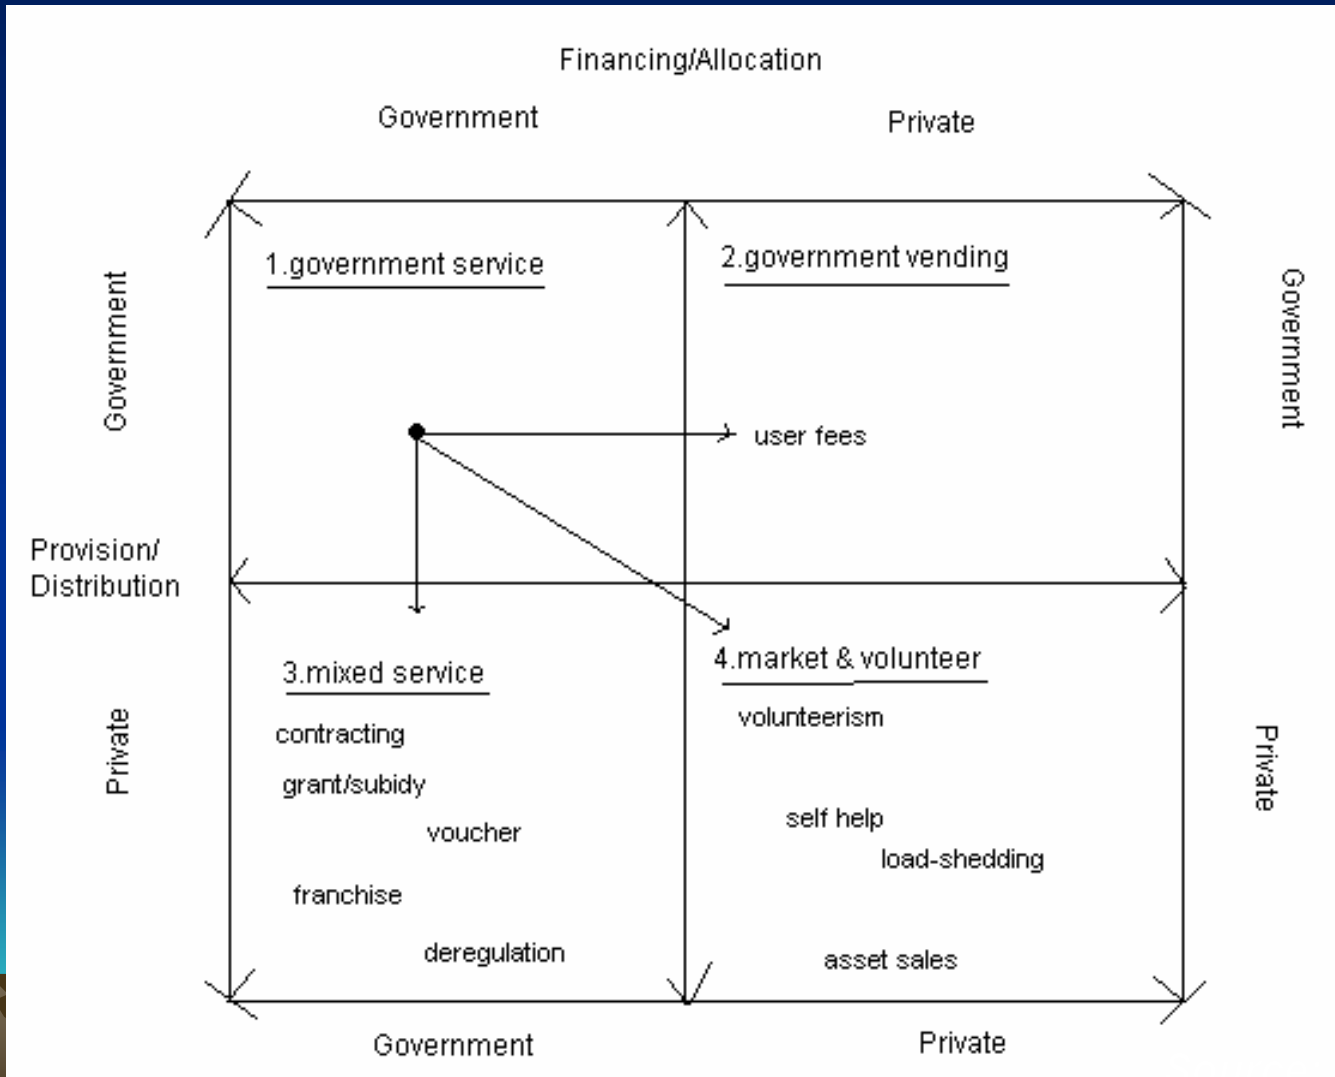 Financing/Allocation
Government
Private
1.government service
2.government vending
Government
Government
user fees
Provision/
Distribution
3.mixed service
4.market & volunteer
Private
Private
contracting
volunteerism
grant/subidy
voucher
self help
load-shedding
franchise
deregulation
asset sales
Government
Private